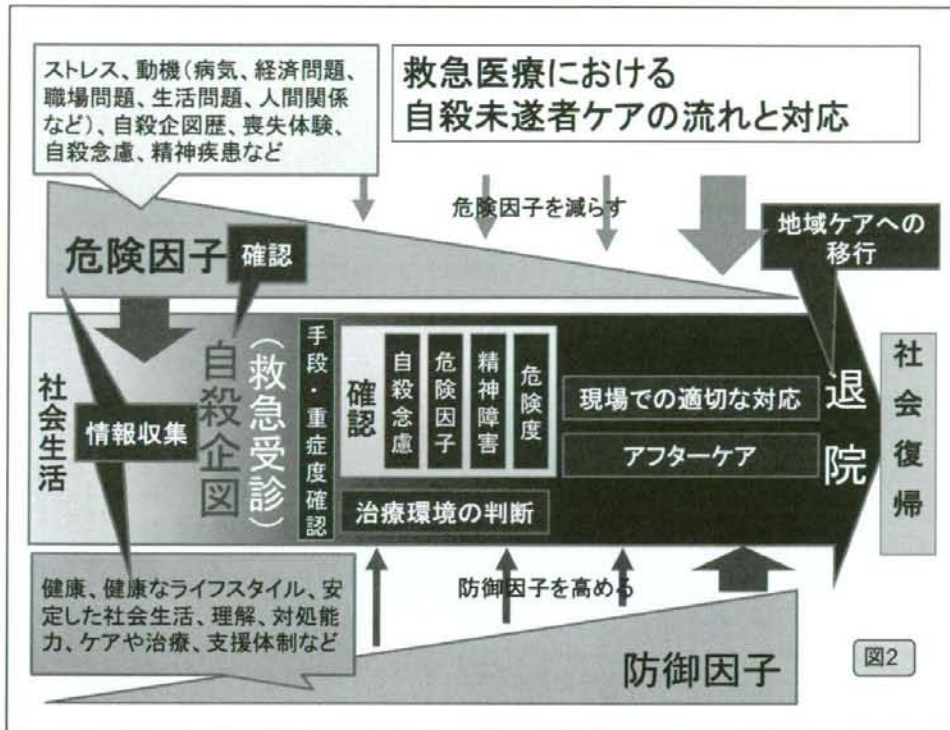 ストレス、動機（病気、経済問題、
職場問題、生活問題、人間関係
など）、自殺企図歴、喪失体験、
自殺念慮、精神疾患など
救急医療における
自殺未遂者ケアの流れと対応
危険因子を減らす
地域ケアへの
移行
危険因子
確認
社会生活
情報収集
自殺企図
（救急受診）
手段・重症度確認
確認
自殺念慮
危険因子
精神障害
危険度
治療環境の判断
現場での適切な対応
アフターケア
退院
社会復帰
健康、健康なライフスタイル、安
定した社会生活、理解、対処能
力、ケアや治療、支援体制など
防御因子を高める
防御因子
図2